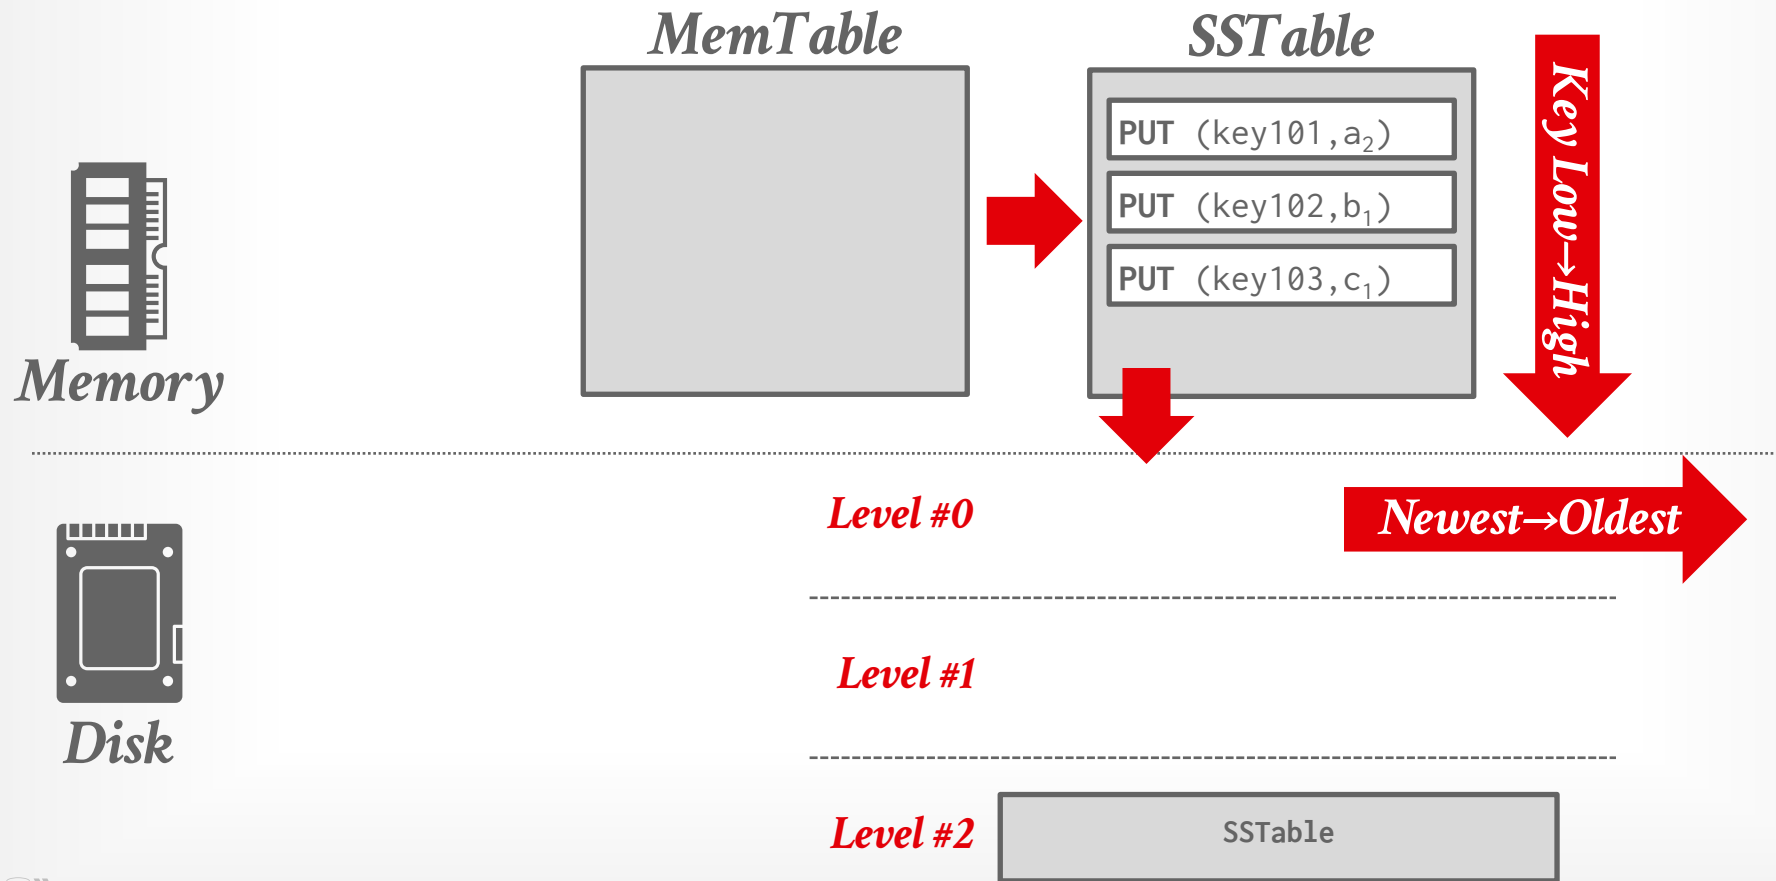 MemTable
SSTable
PUT (key101,a₂)
PUT (key102,b₁)
PUT (key103,c₁)
Key Low→High
Memory
Level #0
Newest→Oldest
Level #1
Disk
Level #2
SSTable